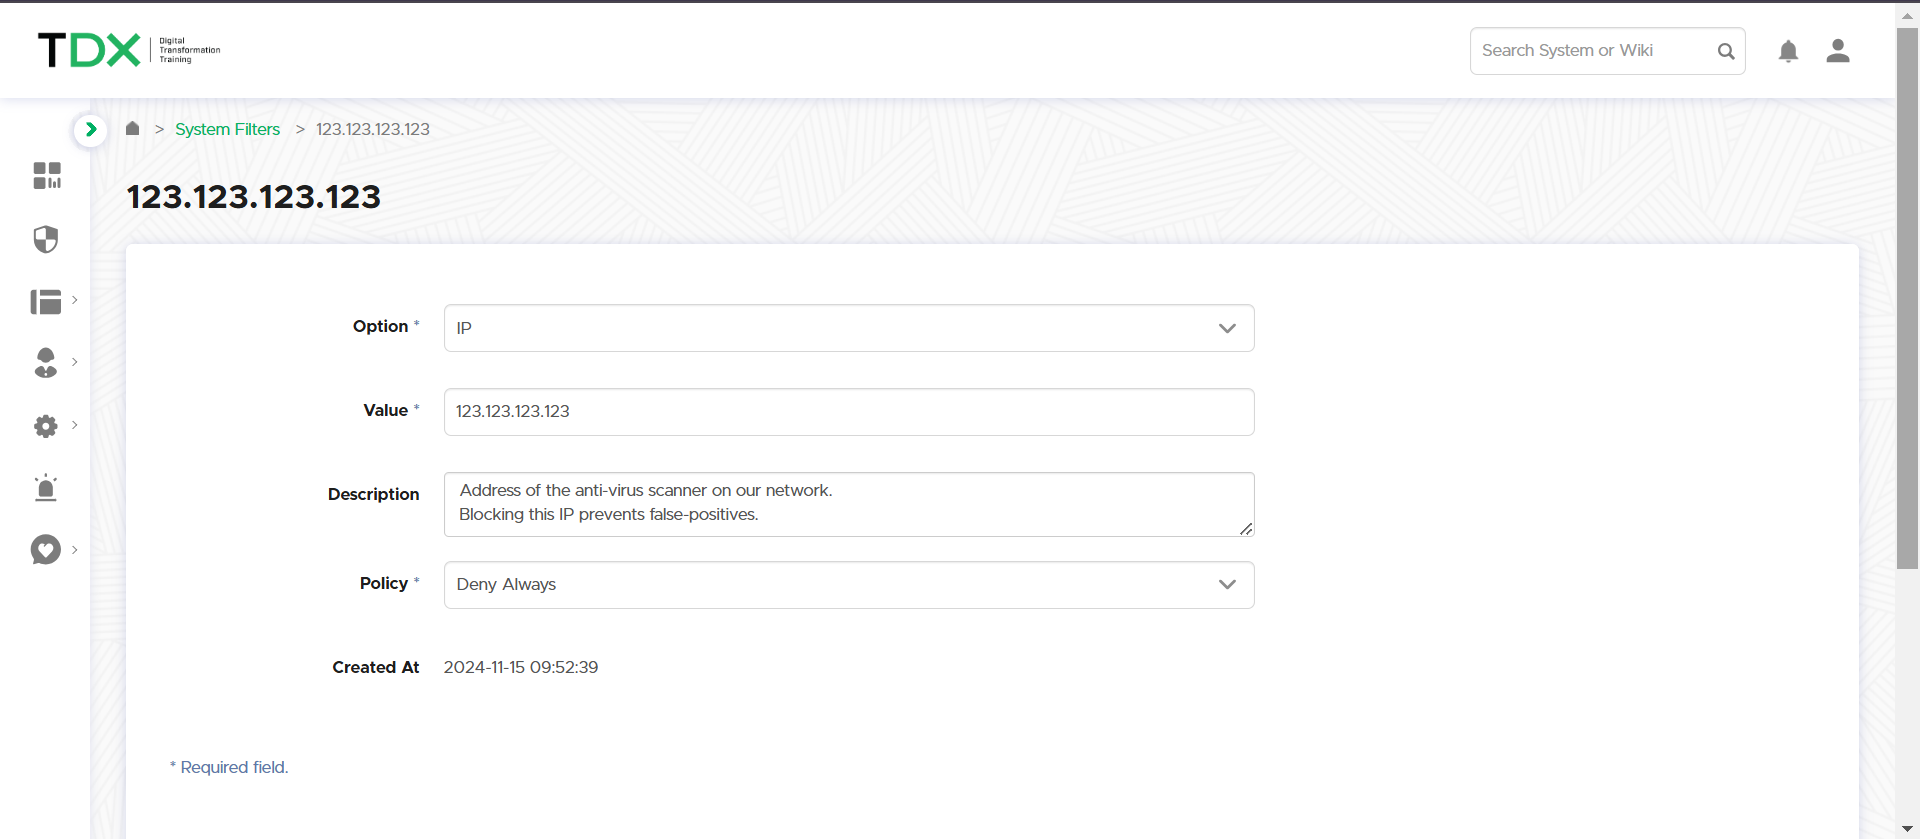 TDX
Digital
Transformation
Training
Search System or Wiki
> System Filters > 123.123.123.123
123.123.123.123
Option * IP
Value * 123.123.123.123
Description Address of the anti-virus scanner on our network.
Blocking this IP prevents false-positives.
Policy * Deny Always
Created At 2024-11-15 09:52:39
* Required field.